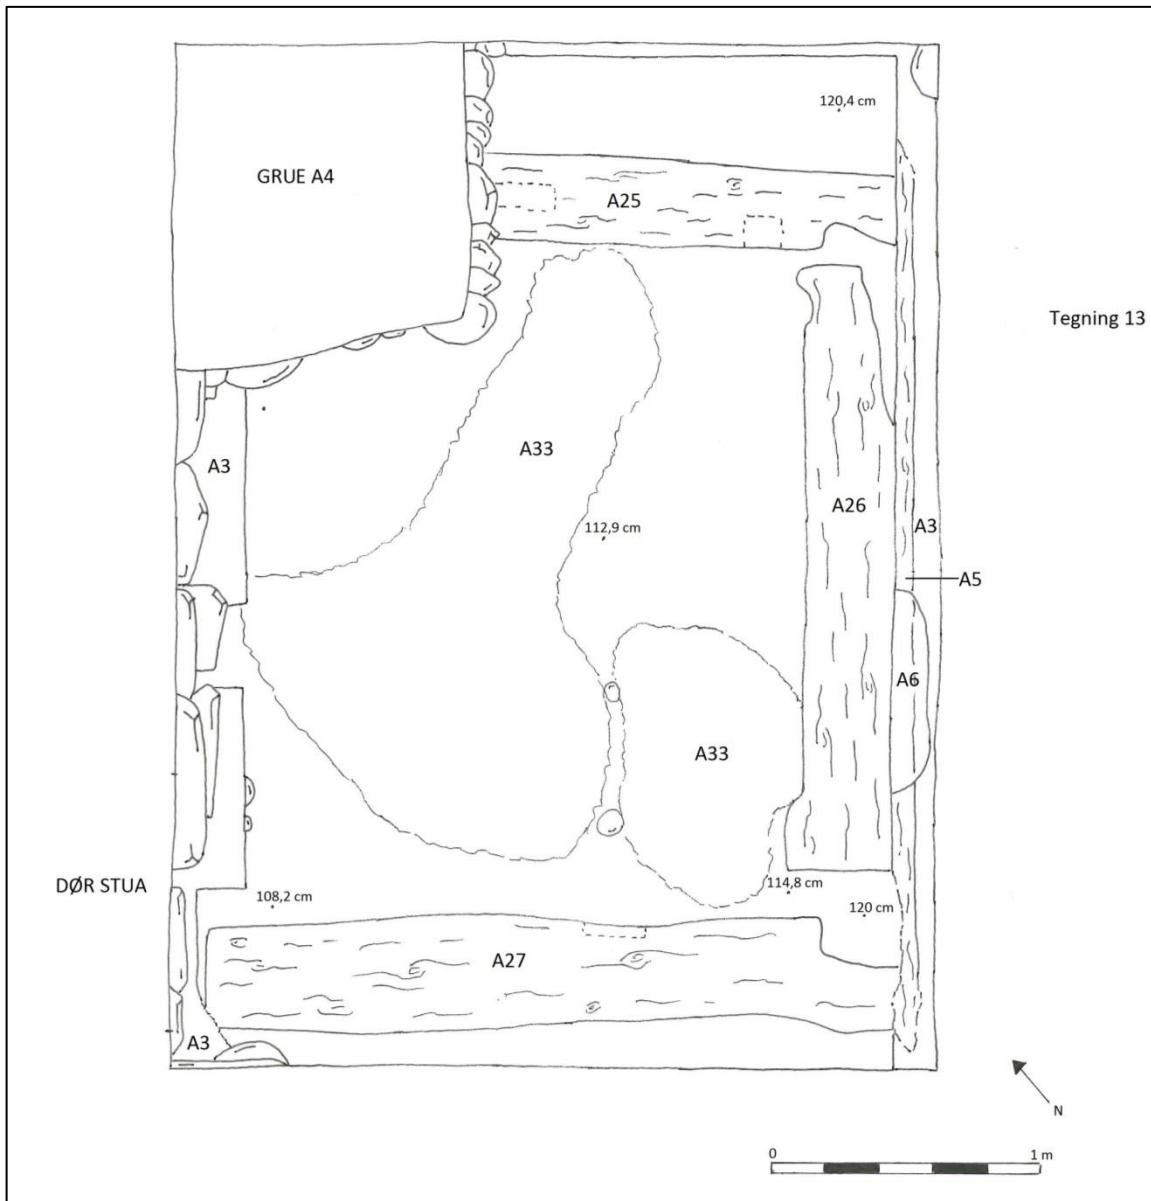 120,4 cm
GRUE A4
A25
Tegning 13
A33
A3
A26
112,9 cm
A3
A5
A6
A33
DØR STUA
108,2 cm
114,8 cm
120 cm
A27
A3
N
0
1 m